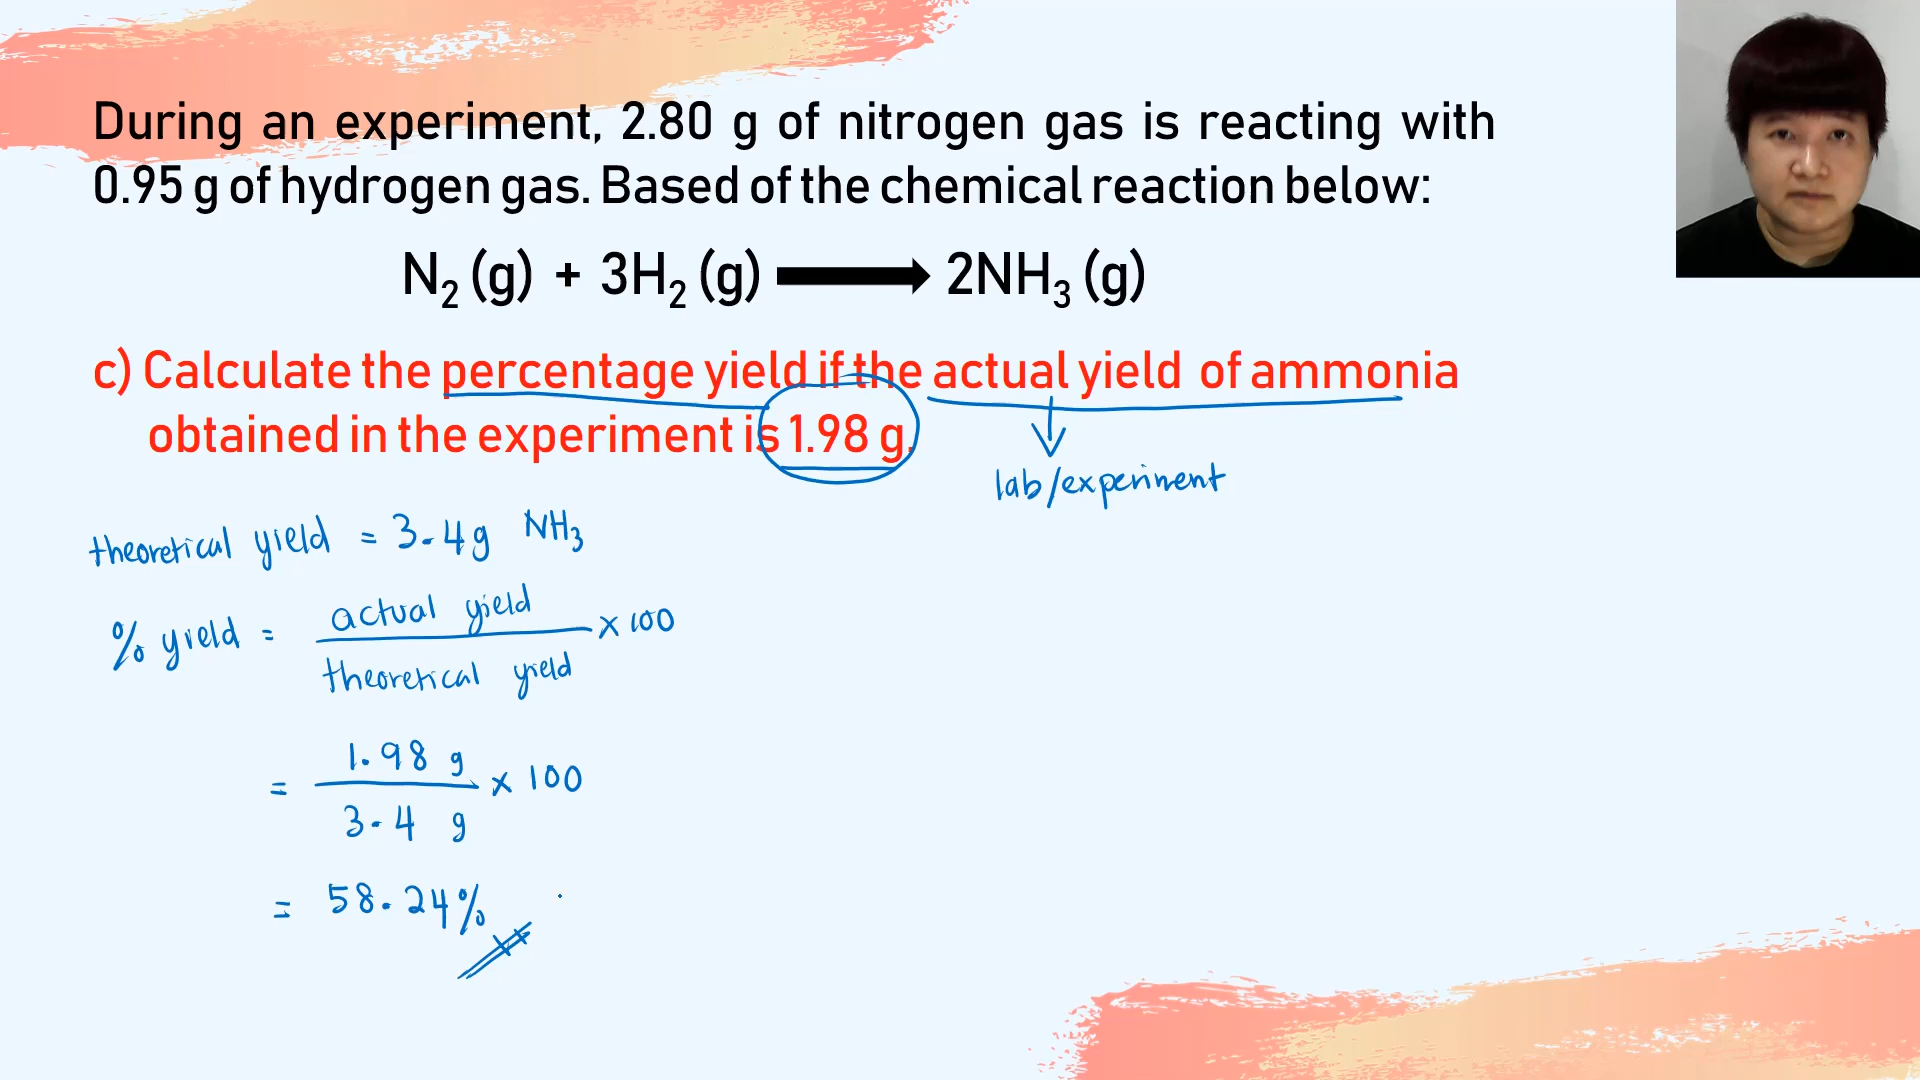 During an experiment, 2.80 g of nitrogen gas is reacting with
0.95 g of hydrogen gas. Based of the chemical reaction below:
N₂ (g) + 3H₂ (g) ⟶ 2NH₃ (g)
c) Calculate the percentage yield if the actual yield of ammonia
obtained in the experiment is 1.98 g.
lab/experiment
theoretical yield = 3.4g NH₃
% yield = actual yield / theoretical yield × 100
= 1.98 g / 3.4 g × 100
= 58.24%